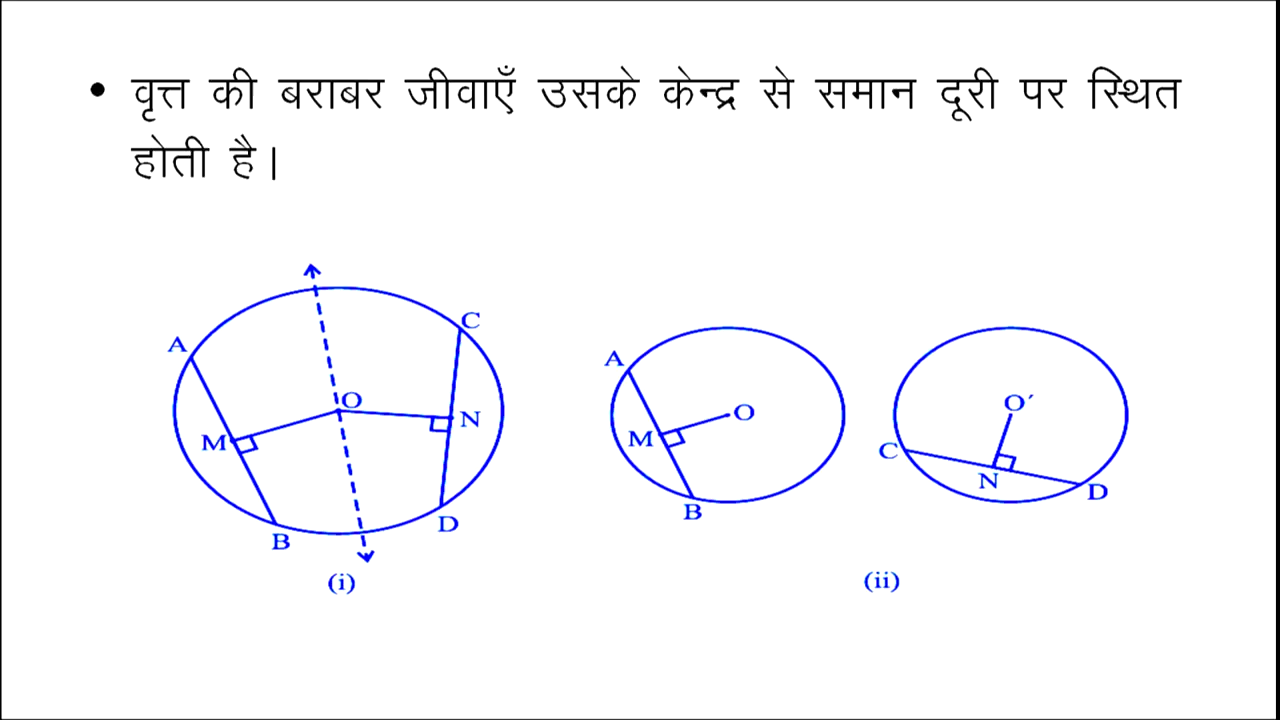 • वृत्त की बराबर जीवाएँ उसके केन्द्र से समान दूरी पर स्थित
होती है।
A
C
O
M
N
B
D
(i)
A
O
M
B
O′
C
N
D
(ii)